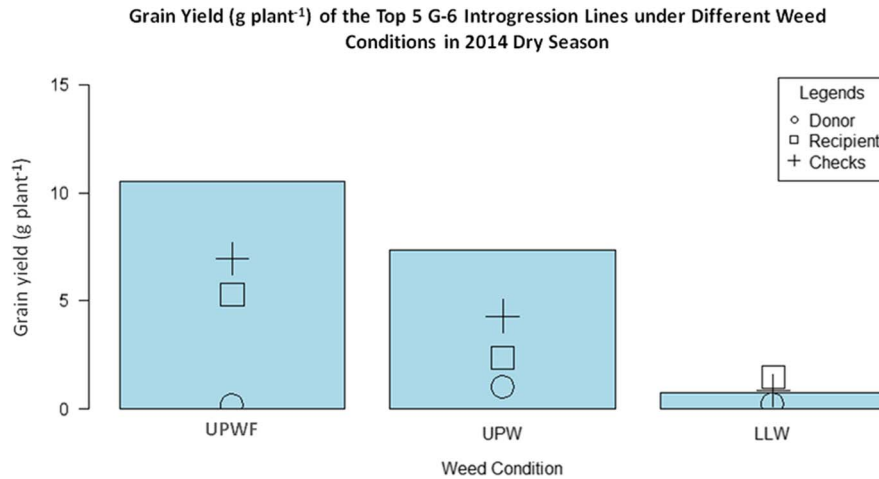 Grain Yield (g plant⁻¹) of the Top 5 G-6 Introgression Lines under Different Weed
Conditions in 2014 Dry Season
Grain yield (g plant⁻¹)
15
10
5
0
Legends
Donor
Recipient
Checks
UPWF
UPW
LLW
Weed Condition